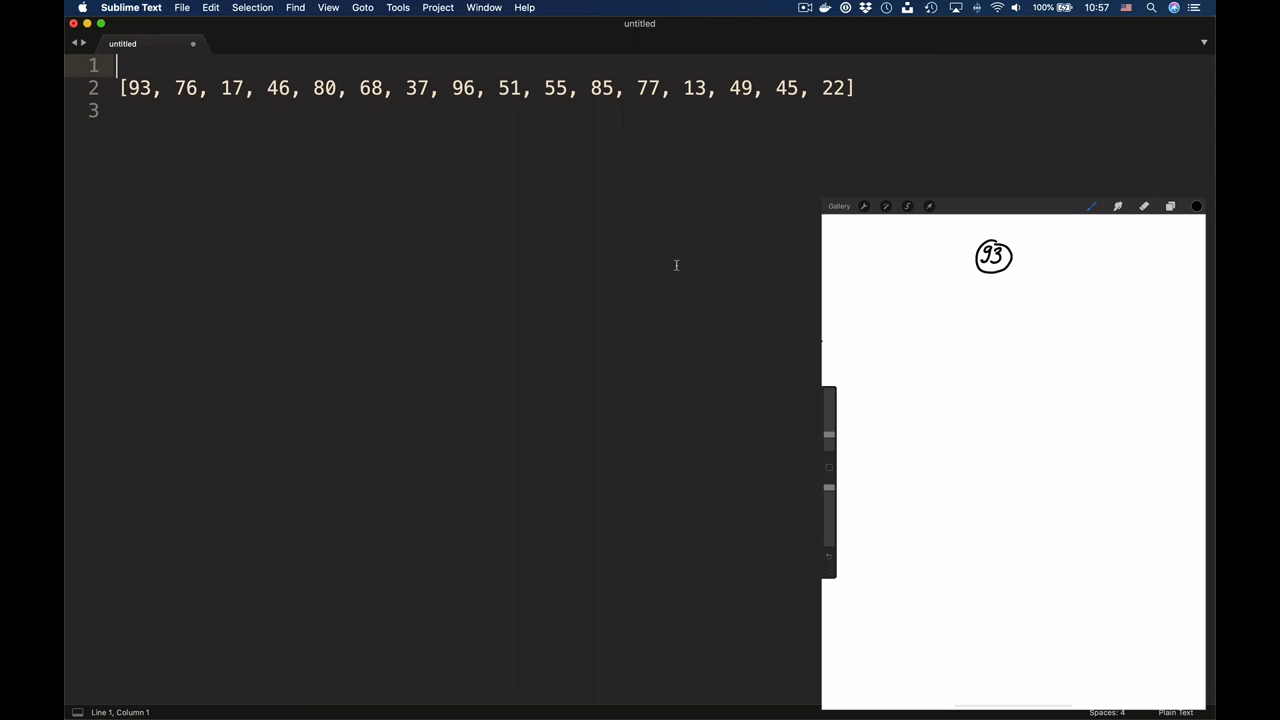 Sublime Text File Edit Selection Find View Goto Tools Project Window Help 100% 10:57
untitled
untitled
1
2 [93, 76, 17, 46, 80, 68, 37, 96, 51, 55, 85, 77, 13, 49, 45, 22]
3
Gallery
93
Line 1, Column 1 Spaces: 4 Plain Text